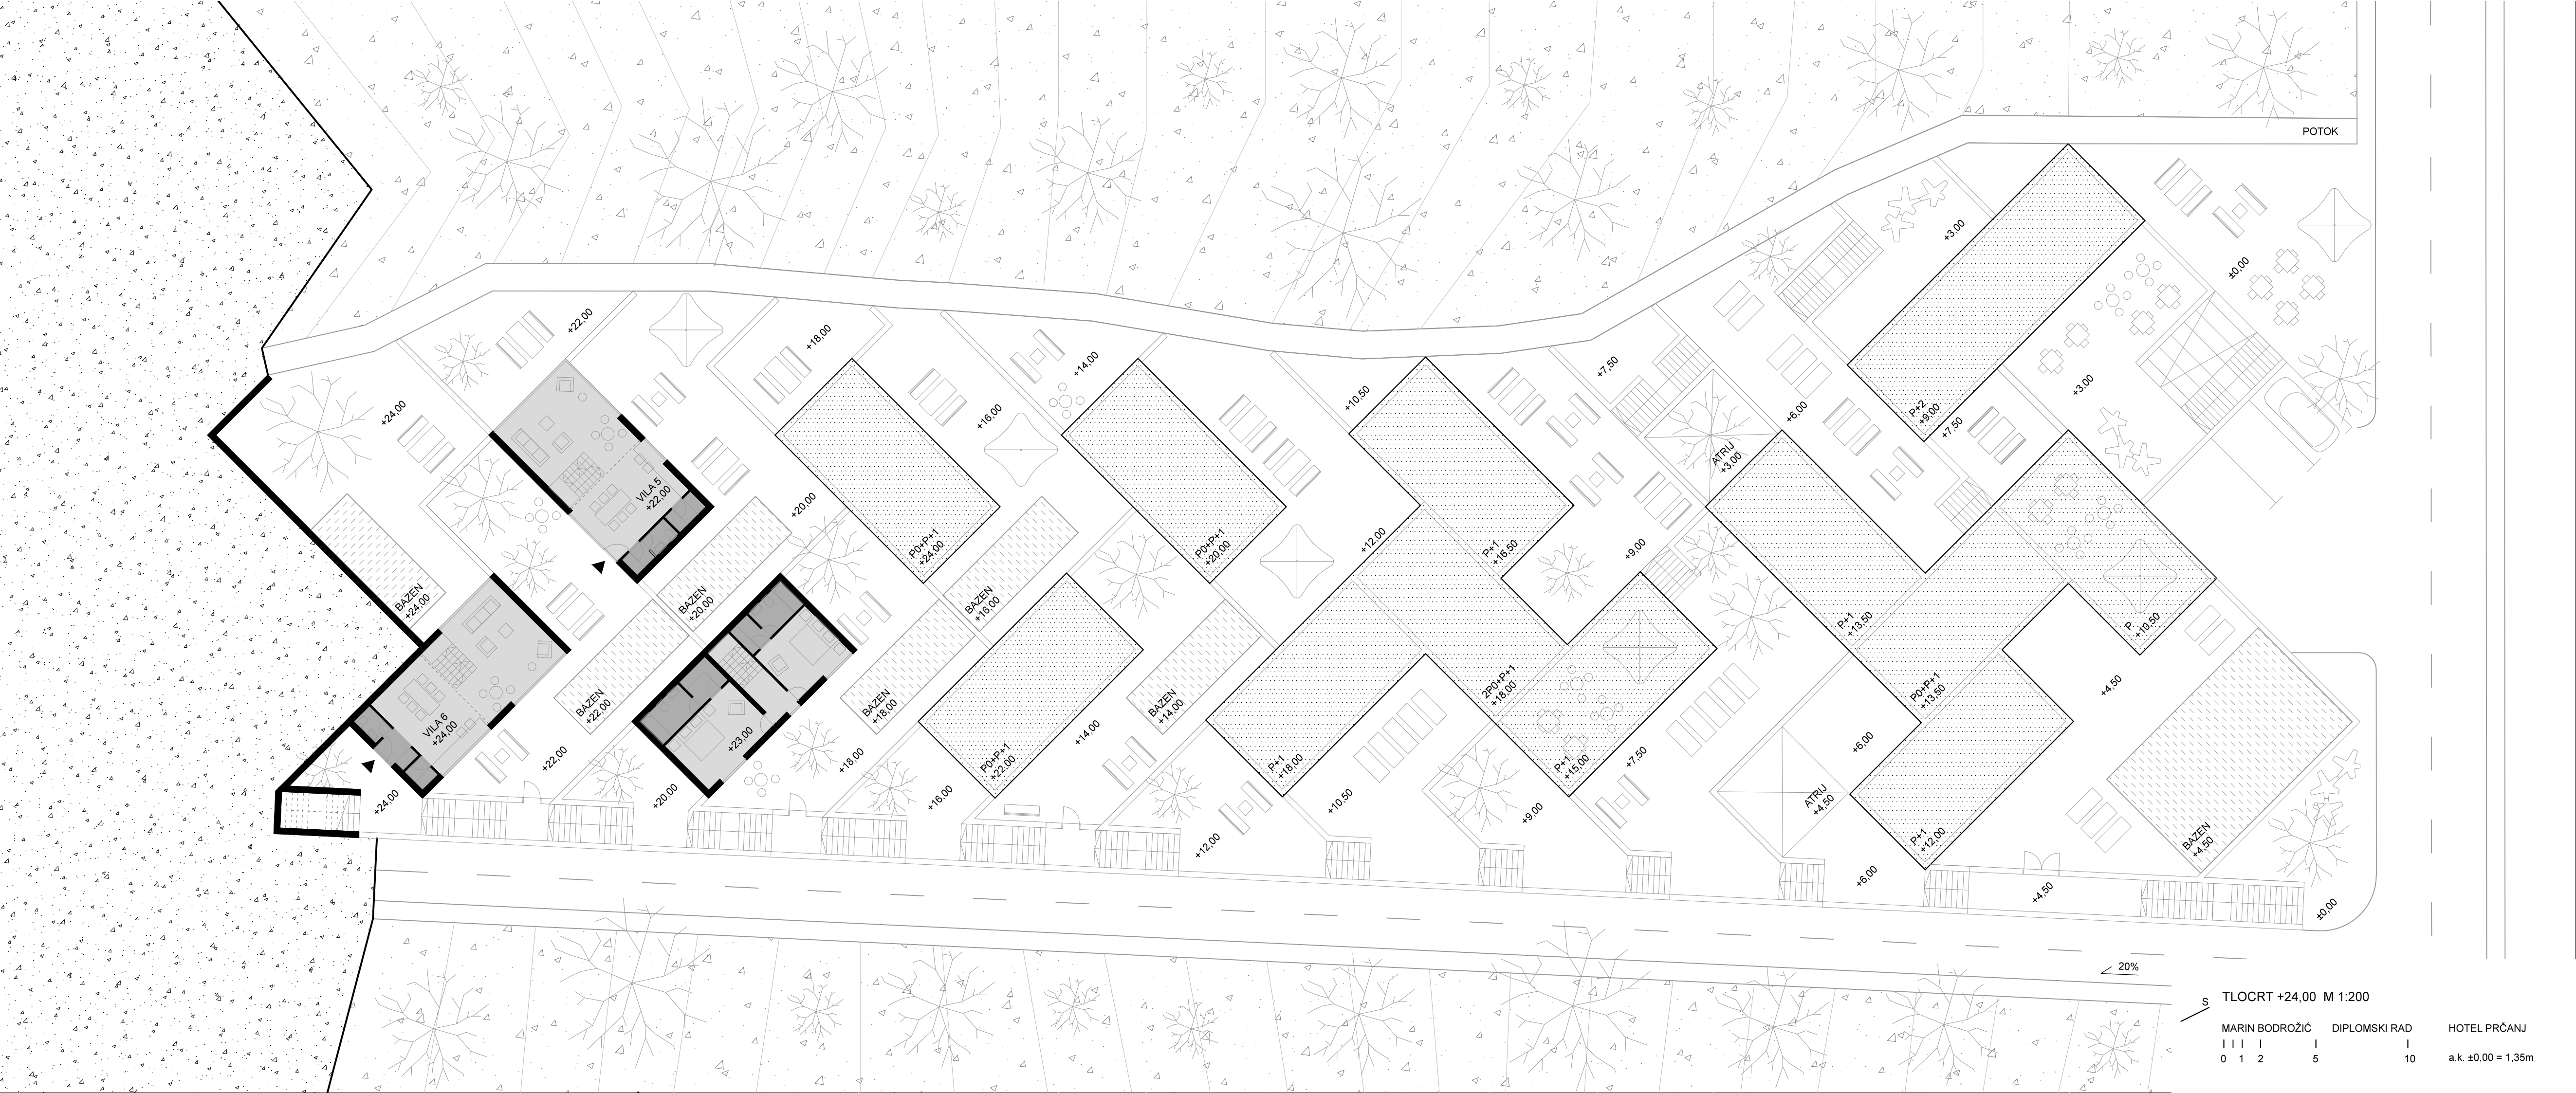 POTOK
+3,00
±0,00
+22,00
+18,00
+14,00
+7,50
+10,50
+3,00
+24,00
+16,00
+6,00
P+2
+9,00
+7,50
ATRIJ
+3,00
VILA 5
+22,00
+20,00
P0+P+1
+24,00
P0+P+1
+20,00
+12,00
P+1
+16,50
+9,00
BAZEN
+24,00
BAZEN
+20,00
BAZEN
+16,00
P+1
+13,50
P
+10,50
VILA 6
+24,00
BAZEN
+22,00
BAZEN
+18,00
BAZEN
+14,00
2P0+P+1
+18,00
P0+P+1
+13,50
+4,50
+23,00
+22,00
+18,00
P0+P+1
+22,00
+14,00
P+1
+18,00
P+1
+15,00
+7,50
+6,00
+24,00
+20,00
+16,00
+10,50
+9,00
ATRIJ
+4,50
P+1
+12,00
BAZEN
+4,50
+12,00
+6,00
+4,50
±0,00
20%
S
TLOCRT +24,00 M 1:200
MARIN BODROŽIĆ DIPLOMSKI RAD HOTEL PRČANJ
0 1 2 5 10 a.k. ±0,00 = 1,35m